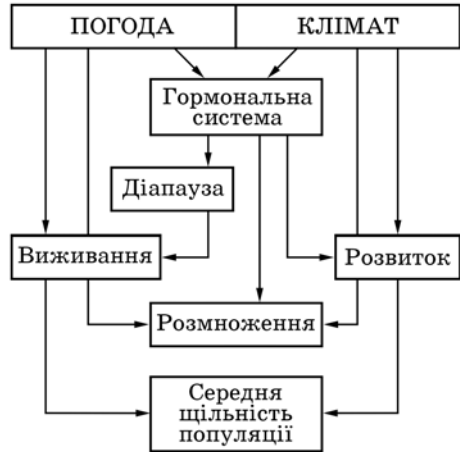 ПОГОДА
КЛІМАТ
Гормональна
система
Діапауза
Виживання
Розвиток
Розмноження
Середня
щільність
популяції